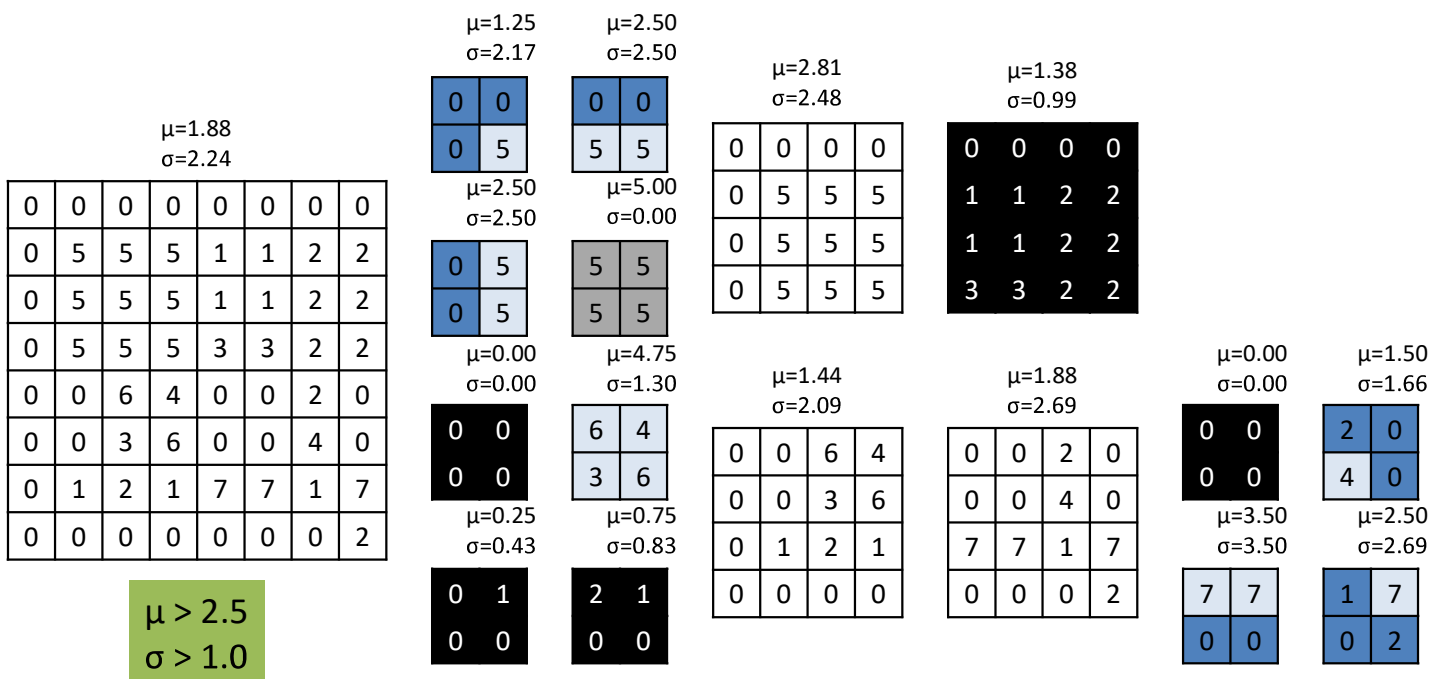 μ=1.88
σ=2.24
0 0 0 0 0 0 0 0
0 5 5 5 1 1 2 2
0 5 5 5 1 1 2 2
0 5 5 5 3 3 2 2
0 0 6 4 0 0 2 0
0 0 3 6 0 0 4 0
0 1 2 1 7 7 1 7
0 0 0 0 0 0 0 2
μ > 2.5
σ > 1.0
μ=1.25
σ=2.17
0 0
0 5
μ=2.50
σ=2.50
0 0
5 5
μ=2.50
σ=2.50
0 5
0 5
μ=5.00
σ=0.00
5 5
5 5
μ=0.00
σ=0.00
0 0
0 0
μ=4.75
σ=1.30
6 4
3 6
μ=0.25
σ=0.43
0 1
0 0
μ=0.75
σ=0.83
2 1
0 0
μ=2.81
σ=2.48
0 0 0 0
0 5 5 5
0 5 5 5
0 5 5 5
μ=1.38
σ=0.99
0 0 0 0
1 1 2 2
1 1 2 2
3 3 2 2
μ=1.44
σ=2.09
0 0 6 4
0 0 3 6
0 1 2 1
0 0 0 0
μ=1.88
σ=2.69
0 0 2 0
0 0 4 0
7 7 1 7
0 0 0 2
μ=0.00
σ=0.00
0 0
0 0
μ=1.50
σ=1.66
2 0
4 0
μ=3.50
σ=3.50
7 7
0 0
μ=2.50
σ=2.69
1 7
0 2